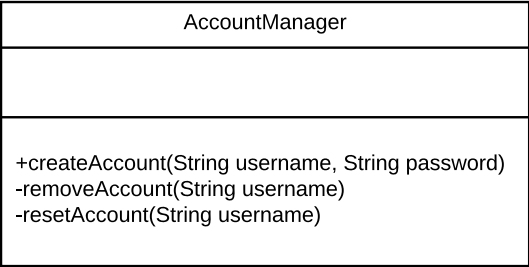 AccountManager
+createAccount(String username, String password)
-removeAccount(String username)
-resetAccount(String username)